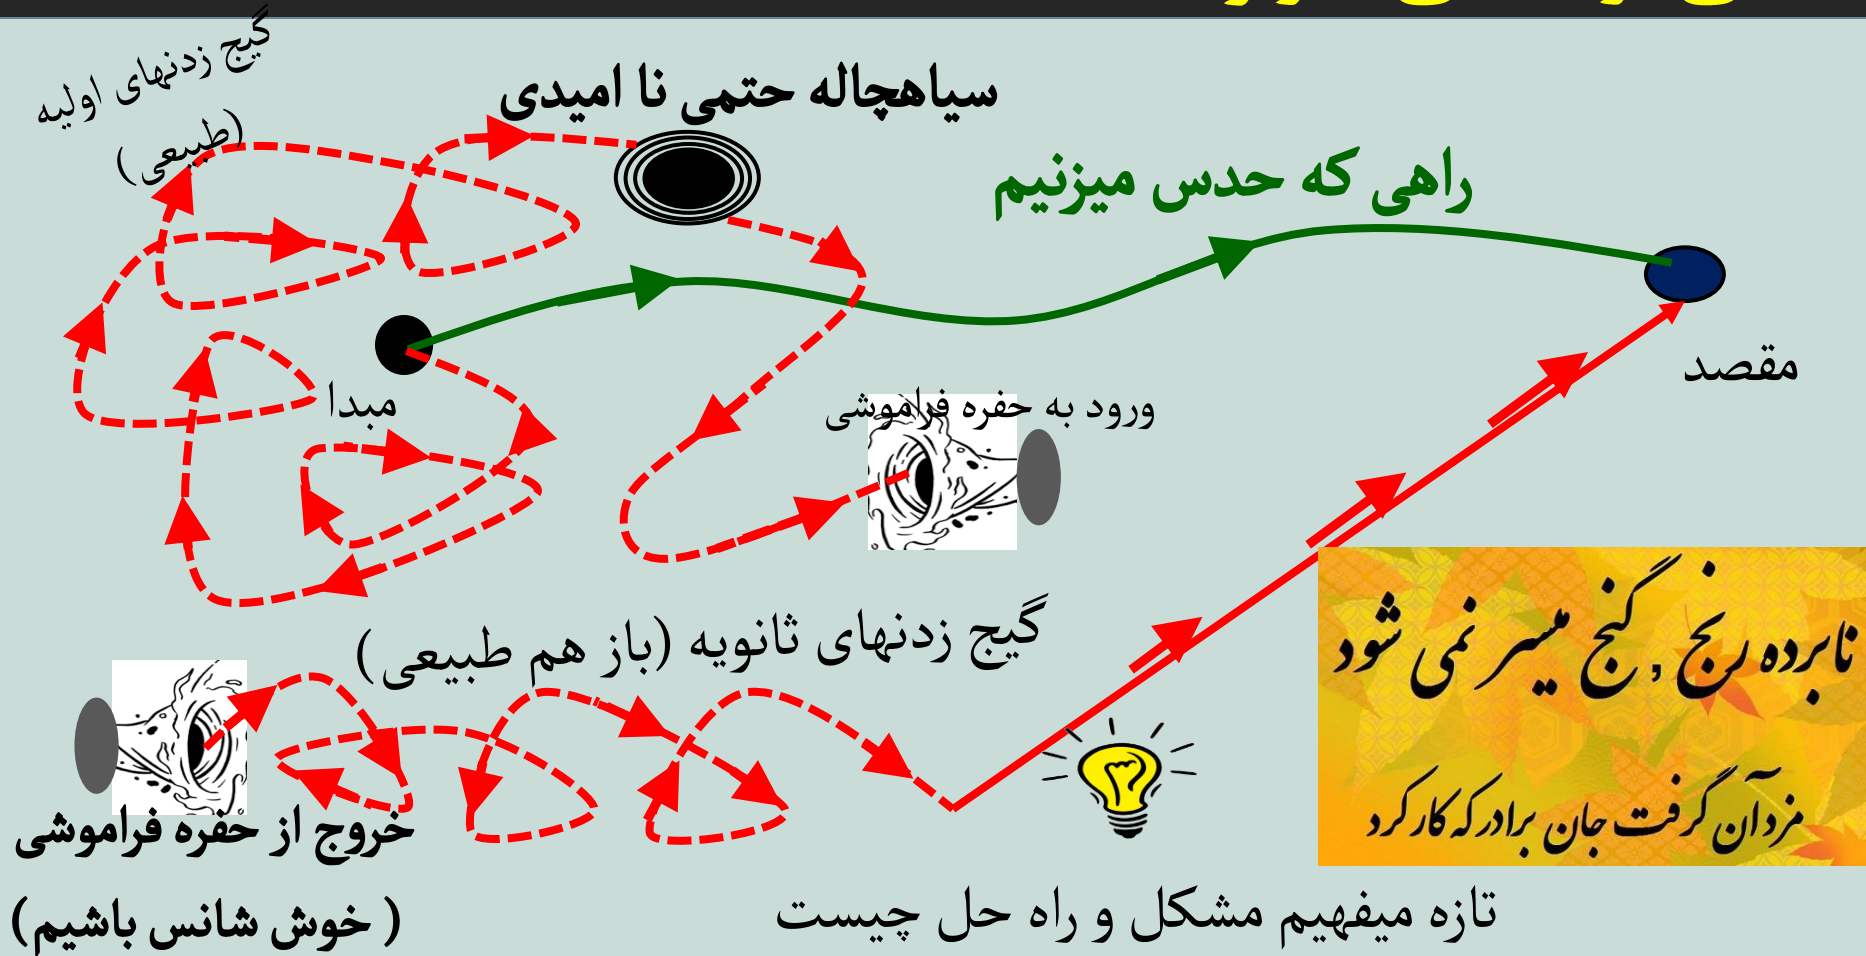 گیج زدنهای اولیه
(طبیعی)
سیاهچاله حتمی نا امیدی
راهی که حدس میزنیم
مقصد
مبدا
ورود به حفره فراموشی
گیج زدنهای ثانویه (باز هم طبیعی)
نابرده رنج , گنج میسر نمی شود
مزد آن گرفت جان برادر که کار کرد
خروج از حفره فراموشی
( خوش شانس باشیم)
تازه میفهیم مشکل و راه حل چیست